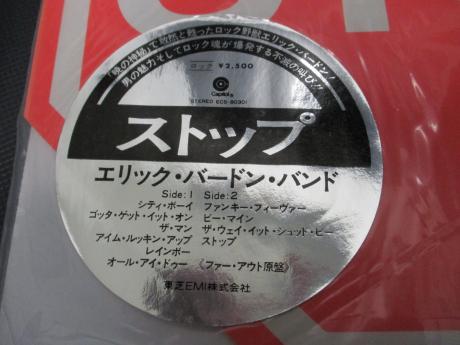 「暁の神秘」で敢然と甦ったロック野獣エリック・バードン!
男の魅力そしてロック魂が爆発する不滅の叫び!!
ロック ¥2,500
Capitol®
STEREO ECS-80301
ストップ
エリック・バードン・バンド
Side:1 Side:2
シティ・ボーイ ファンキー・フィーヴァー
ゴッタ・ゲット・イット・オン ビー・マイン
ザ・マン ザ・ウェイ・イット・シュッド・ビー
アイム・ルッキン・アップ ストップ
レインボー
オール・アイ・ドゥー 《ファー・アウト原盤》
東芝EMI株式会社